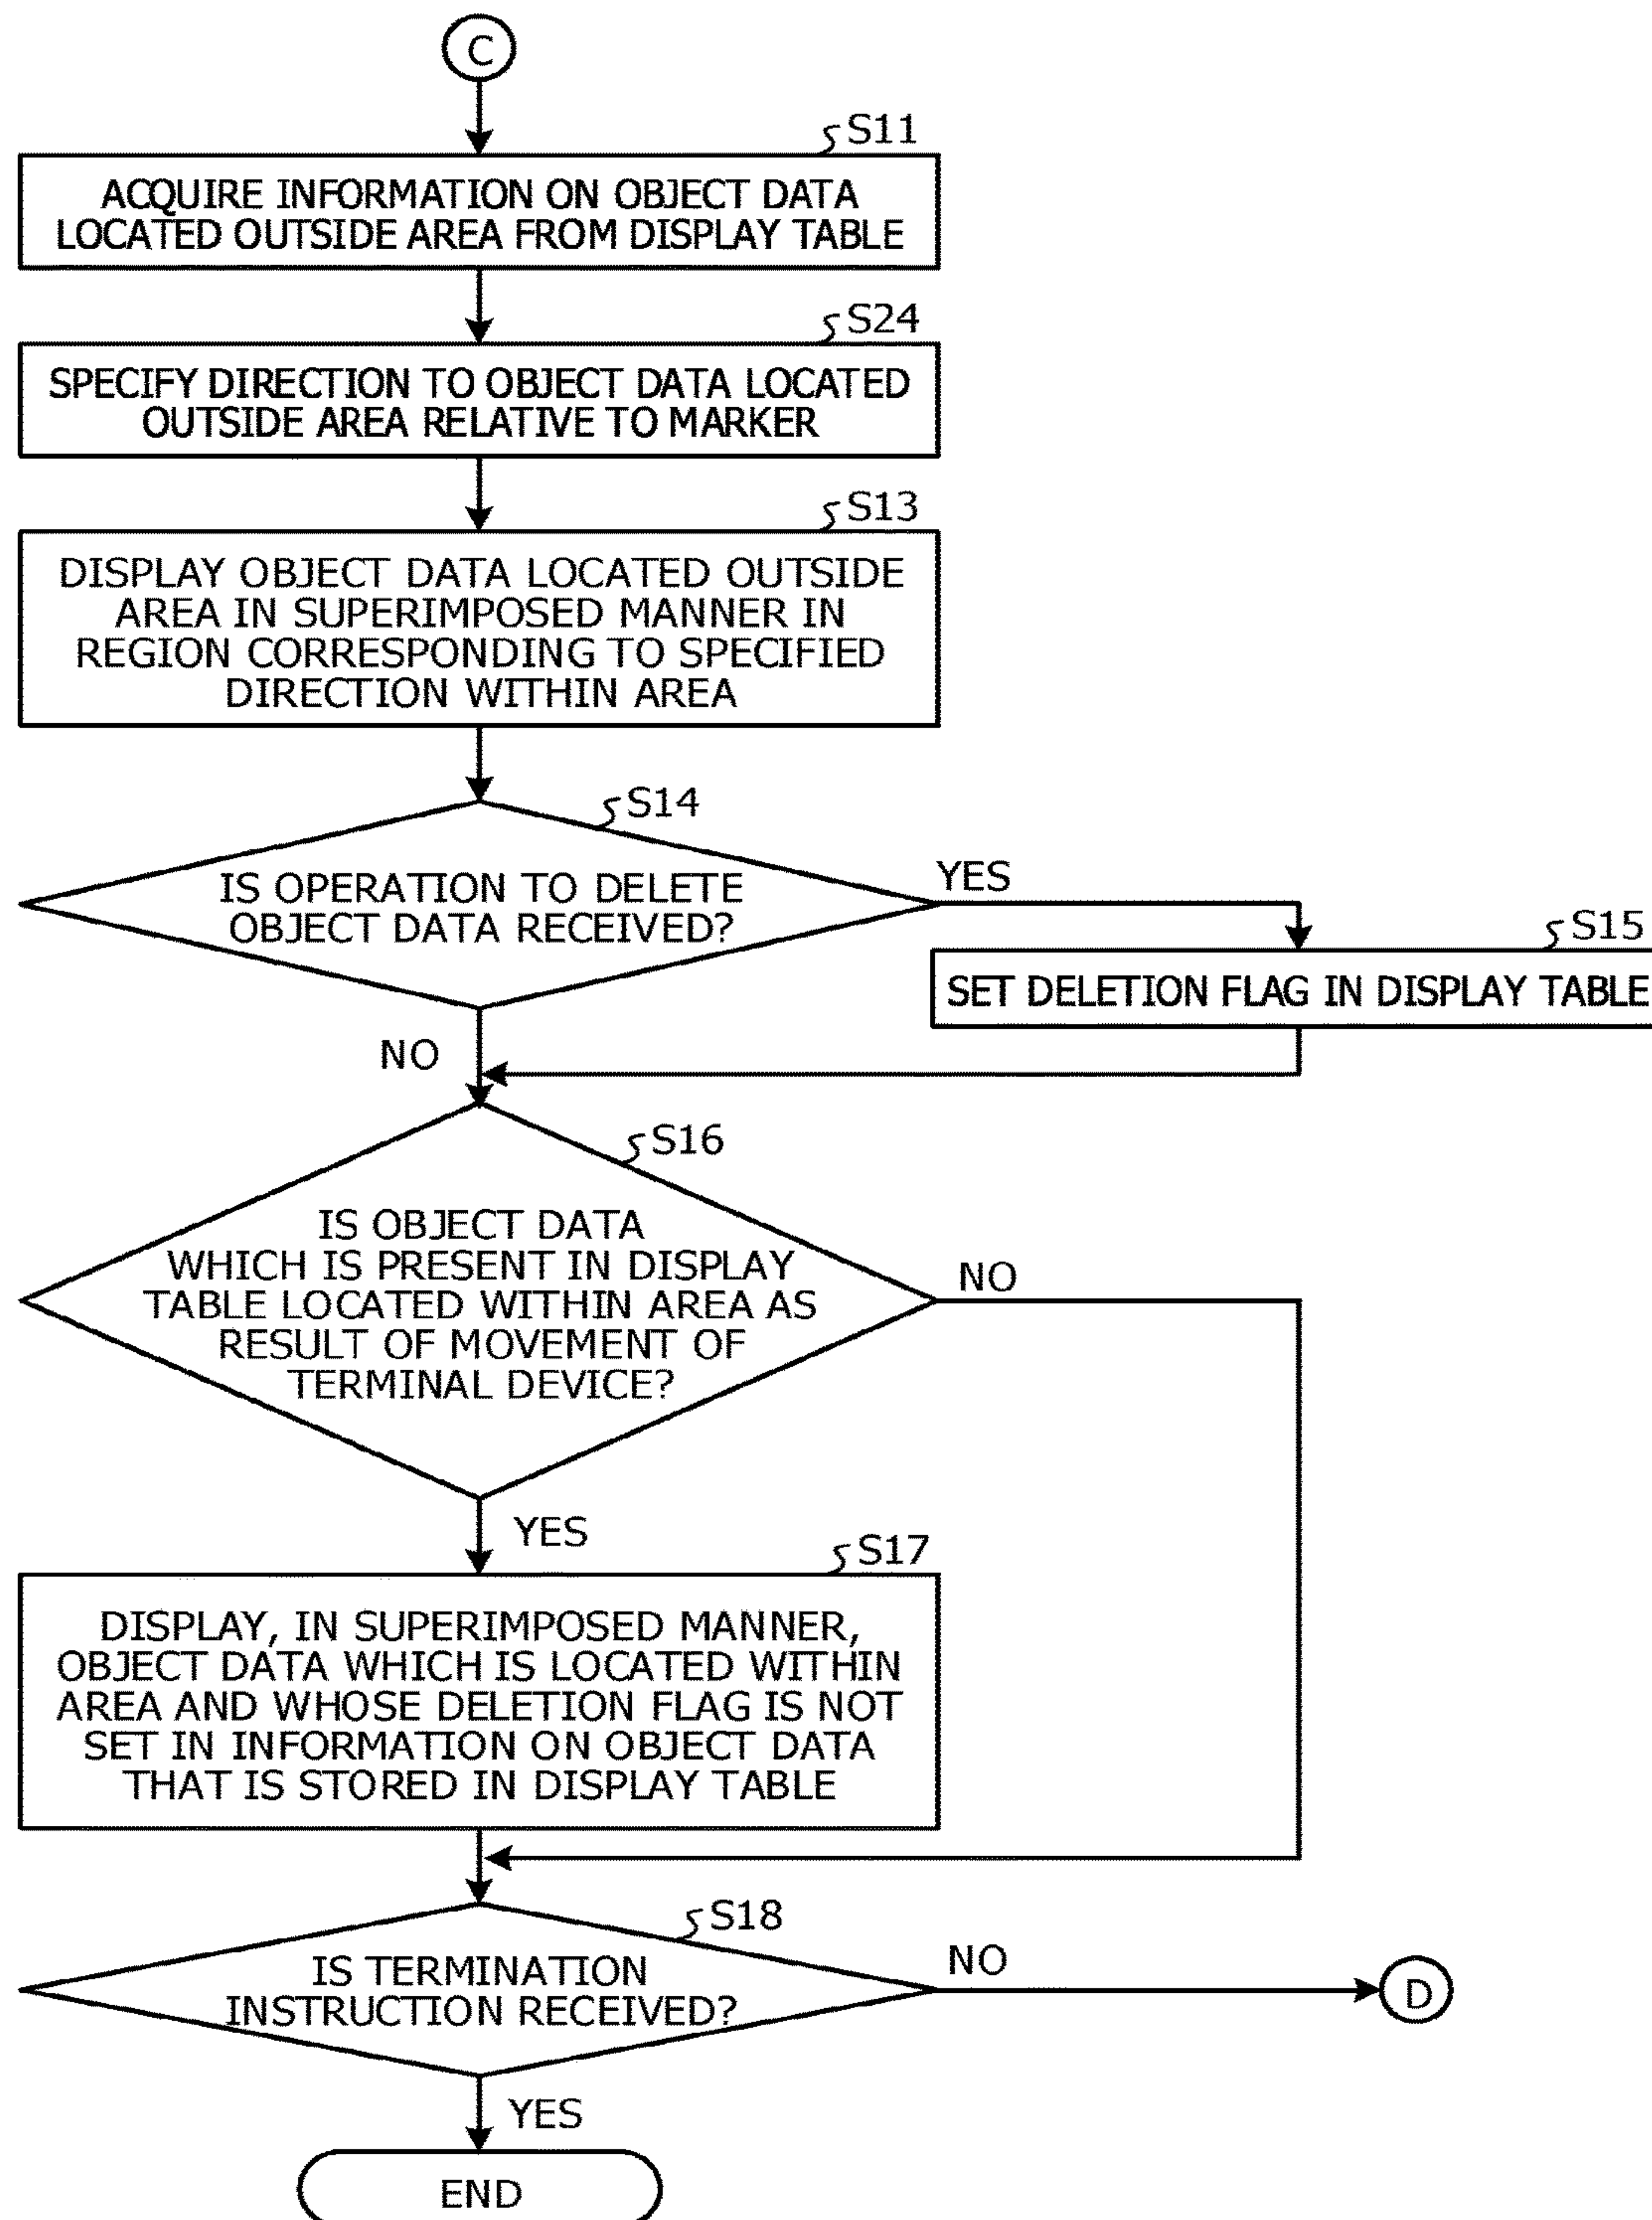 C
S11
ACQUIRE INFORMATION ON OBJECT DATA
LOCATED OUTSIDE AREA FROM DISPLAY TABLE
S24
SPECIFY DIRECTION TO OBJECT DATA LOCATED
OUTSIDE AREA RELATIVE TO MARKER
S13
DISPLAY OBJECT DATA LOCATED OUTSIDE
AREA IN SUPERIMPOSED MANNER IN
REGION CORRESPONDING TO SPECIFIED
DIRECTION WITHIN AREA
S14
IS OPERATION TO DELETE
OBJECT DATA RECEIVED?
YES
S15
SET DELETION FLAG IN DISPLAY TABLE
NO
S16
IS OBJECT DATA
WHICH IS PRESENT IN DISPLAY
TABLE LOCATED WITHIN AREA AS
RESULT OF MOVEMENT OF
TERMINAL DEVICE?
NO
YES
S17
DISPLAY, IN SUPERIMPOSED MANNER,
OBJECT DATA WHICH IS LOCATED WITHIN
AREA AND WHOSE DELETION FLAG IS NOT
SET IN INFORMATION ON OBJECT DATA
THAT IS STORED IN DISPLAY TABLE
S18
IS TERMINATION
INSTRUCTION RECEIVED?
NO
D
YES
END